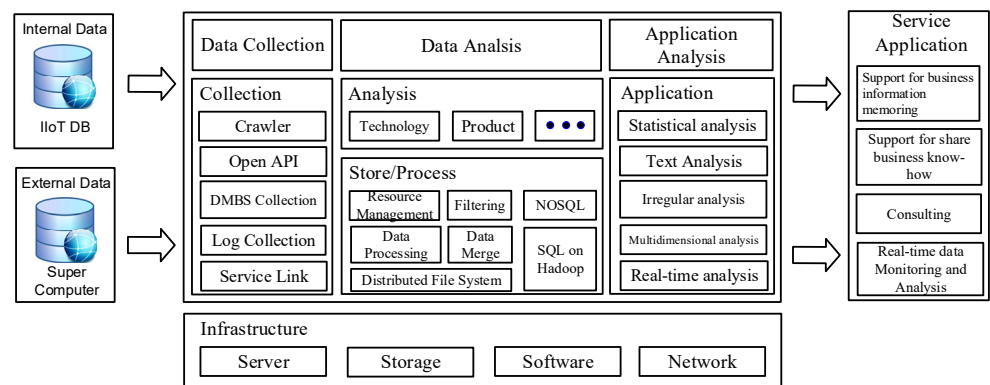 Internal Data
IIoT DB
External Data
Super
Computer
Data Collection
Data Analsis
Application
Analysis
Collection
Crawler
Open API
DMBS Collection
Log Collection
Service Link
Analysis
Technology
Product
Store/Process
Resource
Management
Filtering
NOSQL
Data
Processing
Data
Merge
SQL on
Hadoop
Distributed File System
Application
Statistical analysis
Text Analysis
Irregular analysis
Multidimensional analysis
Real-time analysis
Service
Application
Support for business
information
memoring
Support for share
business know-
how
Consulting
Real-time data
Monitoring and
Analysis
Infrastructure
Server
Storage
Software
Network